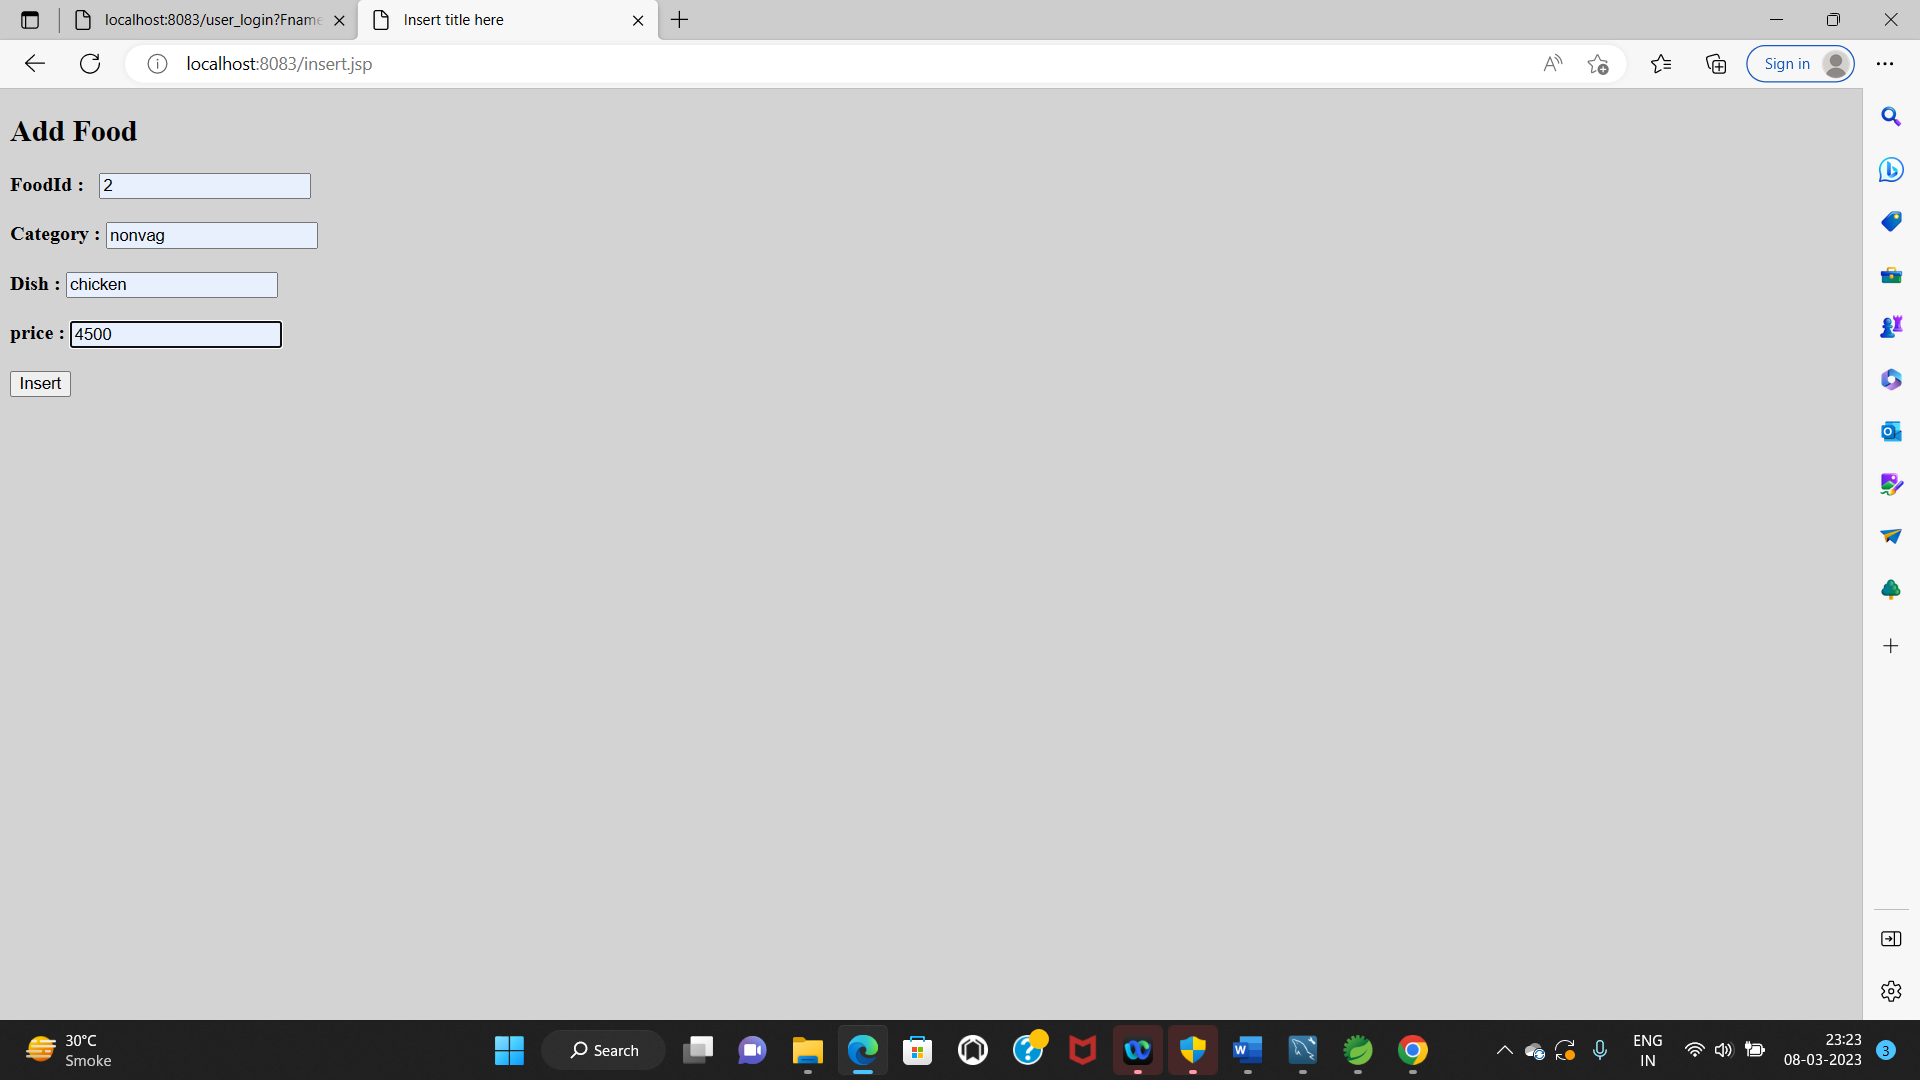 localhost:8083/user_login?Fname
Insert title here
localhost:8083/insert.jsp
Sign in
Add Food
FoodId : 2
Category : nonvag
Dish : chicken
price : 4500
Insert
30°C
Smoke
Search
ENG
IN
23:23
08-03-2023
3